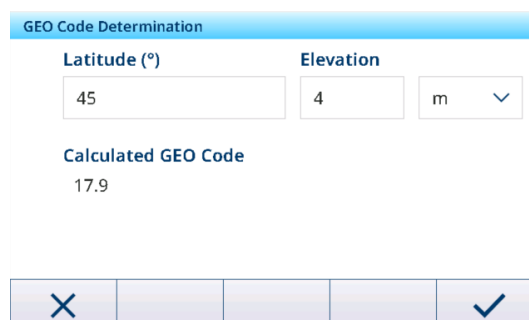 GEO Code Determination
Latitude (°) Elevation
45 4 m
Calculated GEO Code
17.9